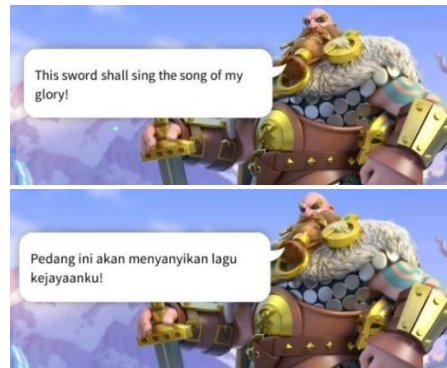 This sword shall sing the song of my
glory!
Pedang ini akan menyanyikan lagu
kejayaanku!